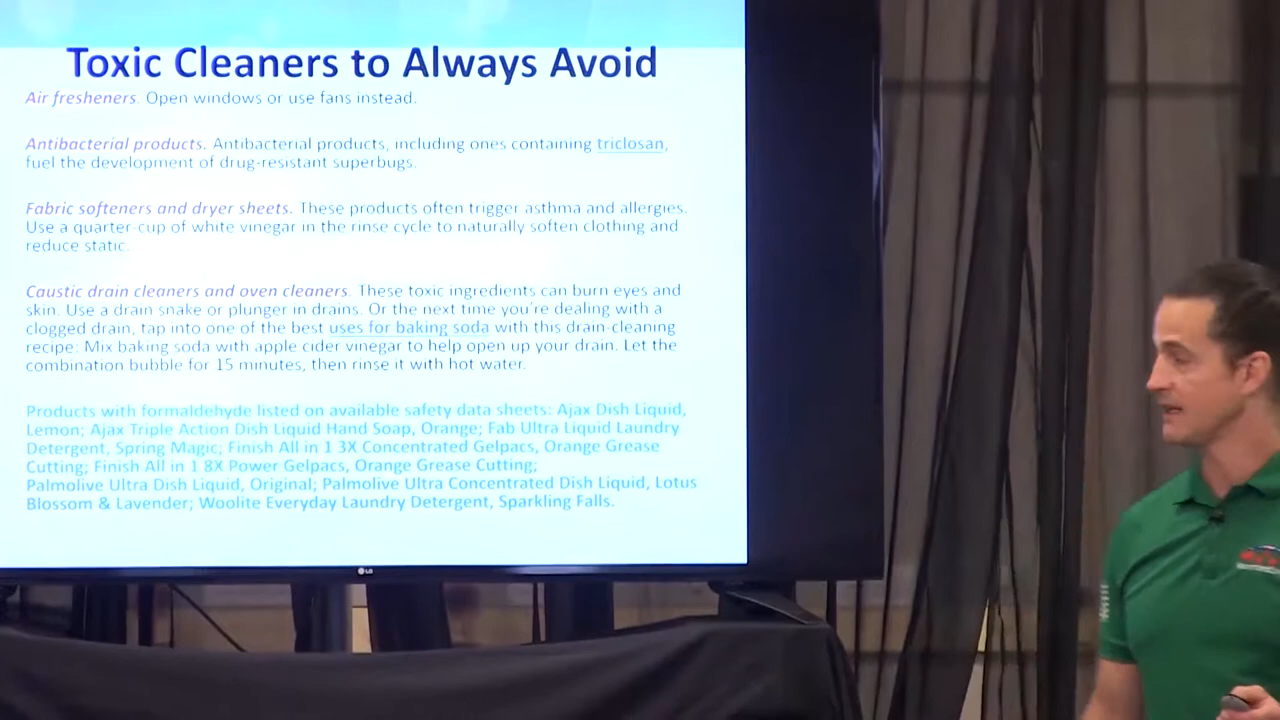 Toxic Cleaners to Always Avoid
Air fresheners. Open windows or use fans instead.
Antibacterial products. Antibacterial products, including ones containing triclosan,
fuel the development of drug-resistant superbugs.
Fabric softeners and dryer sheets. These products often trigger asthma and allergies.
Use a quarter-cup of white vinegar in the rinse cycle to naturally soften clothing and
reduce static.
Caustic drain cleaners and oven cleaners. These toxic ingredients can burn eyes and
skin. Use a drain snake or plunger in drains. Or the next time you're dealing with a
clogged drain, tap into one of the best uses for baking soda with this drain-cleaning
recipe: Mix baking soda with apple cider vinegar to help open up your drain. Let the
combination bubble for 15 minutes, then rinse it with hot water.
Products with formaldehyde listed on available safety data sheets: Ajax Dish Liquid,
Lemon; Ajax Triple Action Dish Liquid Hand Soap, Orange; Fab Ultra Liquid Laundry
Detergent, Spring Magic; Finish All in 1 3X Concentrated Gelpacs, Orange Grease
Cutting; Finish All in 1 8X Power Gelpacs, Orange Grease Cutting;
Palmolive Ultra Dish Liquid, Original; Palmolive Ultra Concentrated Dish Liquid, Lotus
Blossom & Lavender; Woolite Everyday Laundry Detergent, Sparkling Falls.
LG